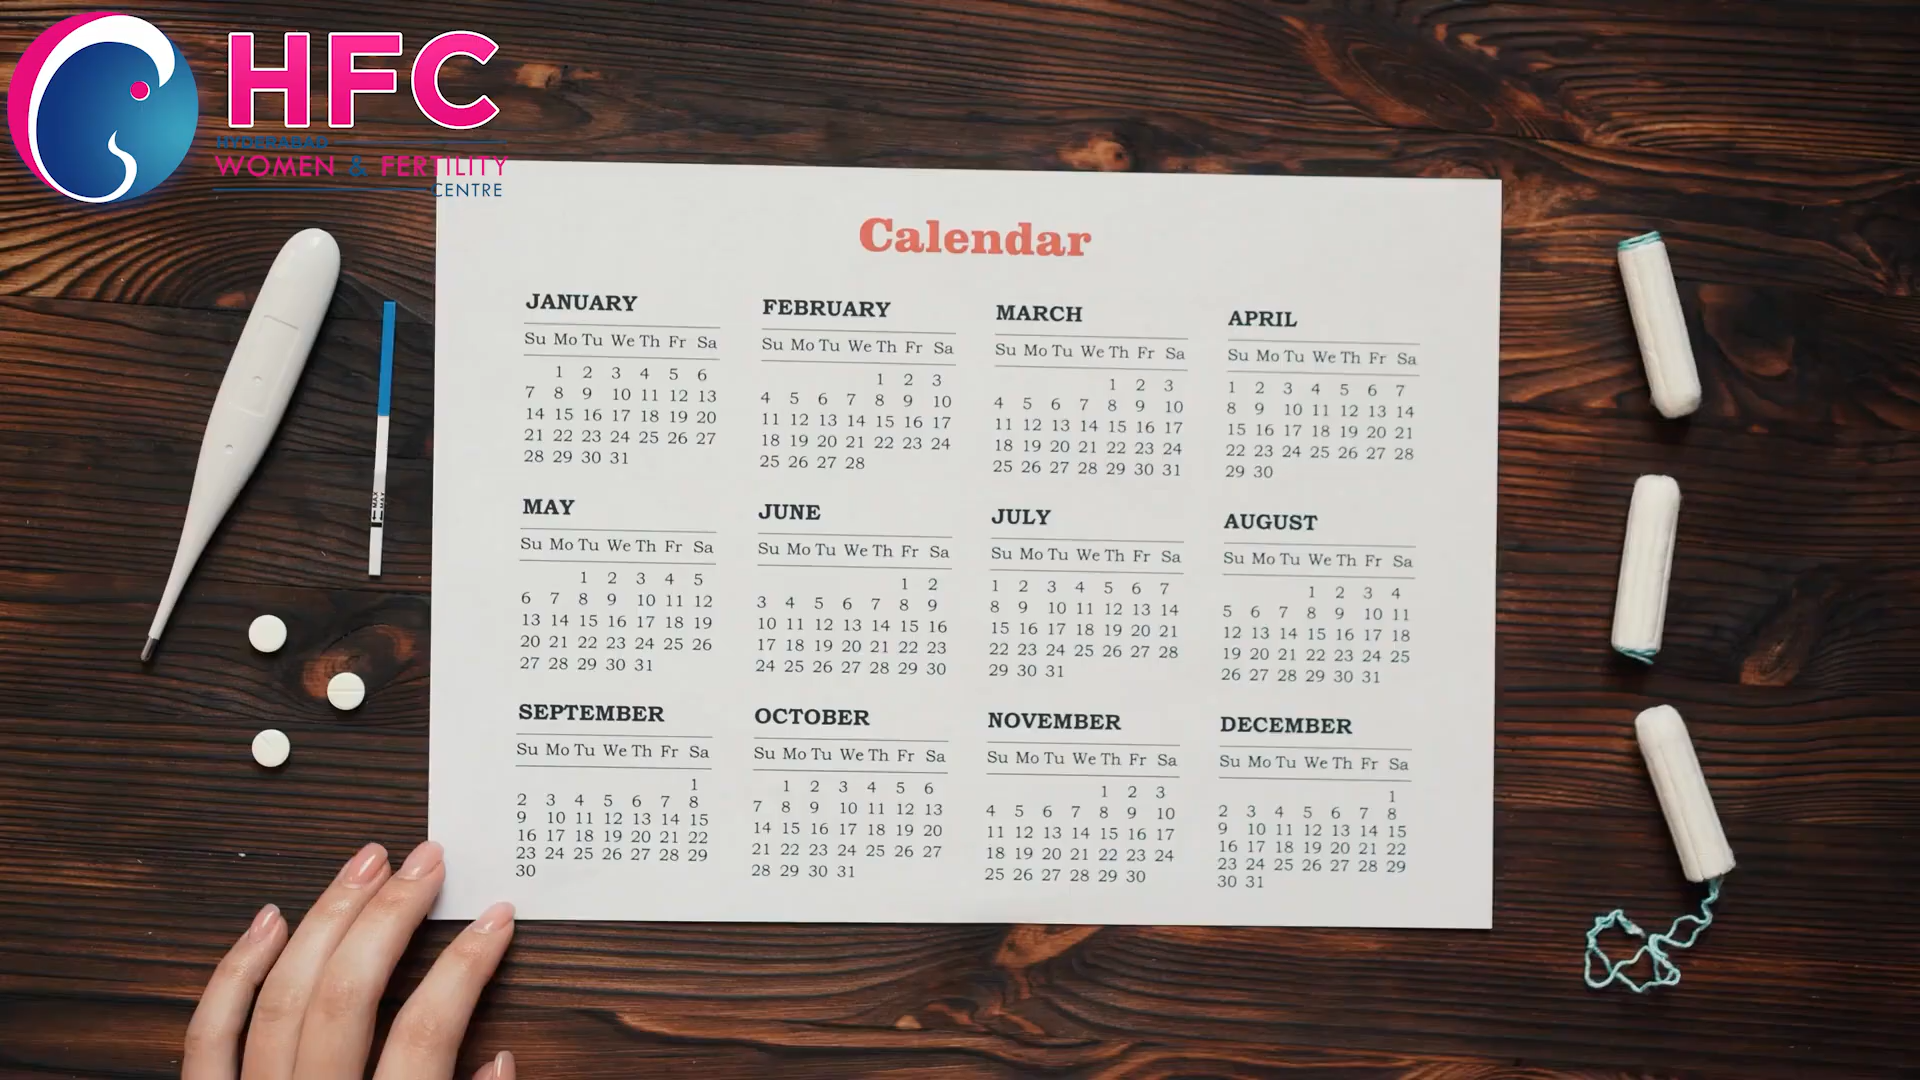 HFC
HYDERABAD
WOMEN & FERTILITY
CENTRE
Calendar
JANUARY
Su Mo Tu We Th Fr Sa
1 2 3 4 5 6
7 8 9 10 11 12 13
14 15 16 17 18 19 20
21 22 23 24 25 26 27
28 29 30 31
FEBRUARY
Su Mo Tu We Th Fr Sa
1 2 3
4 5 6 7 8 9 10
11 12 13 14 15 16 17
18 19 20 21 22 23 24
25 26 27 28
MARCH
Su Mo Tu We Th Fr Sa
1 2 3
4 5 6 7 8 9 10
11 12 13 14 15 16 17
18 19 20 21 22 23 24
25 26 27 28 29 30 31
APRIL
Su Mo Tu We Th Fr Sa
1 2 3 4 5 6 7
8 9 10 11 12 13 14
15 16 17 18 19 20 21
22 23 24 25 26 27 28
29 30
MAY
Su Mo Tu We Th Fr Sa
1 2 3 4 5
6 7 8 9 10 11 12
13 14 15 16 17 18 19
20 21 22 23 24 25 26
27 28 29 30 31
JUNE
Su Mo Tu We Th Fr Sa
1 2
3 4 5 6 7 8 9
10 11 12 13 14 15 16
17 18 19 20 21 22 23
24 25 26 27 28 29 30
JULY
Su Mo Tu We Th Fr Sa
1 2 3 4 5 6 7
8 9 10 11 12 13 14
15 16 17 18 19 20 21
22 23 24 25 26 27 28
29 30 31
AUGUST
Su Mo Tu We Th Fr Sa
1 2 3 4
5 6 7 8 9 10 11
12 13 14 15 16 17 18
19 20 21 22 23 24 25
26 27 28 29 30 31
SEPTEMBER
Su Mo Tu We Th Fr Sa
1
2 3 4 5 6 7 8
9 10 11 12 13 14 15
16 17 18 19 20 21 22
23 24 25 26 27 28 29
30
OCTOBER
Su Mo Tu We Th Fr Sa
1 2 3 4 5 6
7 8 9 10 11 12 13
14 15 16 17 18 19 20
21 22 23 24 25 26 27
28 29 30 31
NOVEMBER
Su Mo Tu We Th Fr Sa
1 2 3
4 5 6 7 8 9 10
11 12 13 14 15 16 17
18 19 20 21 22 23 24
25 26 27 28 29 30
DECEMBER
Su Mo Tu We Th Fr Sa
1
2 3 4 5 6 7 8
9 10 11 12 13 14 15
16 17 18 19 20 21 22
23 24 25 26 27 28 29
30 31